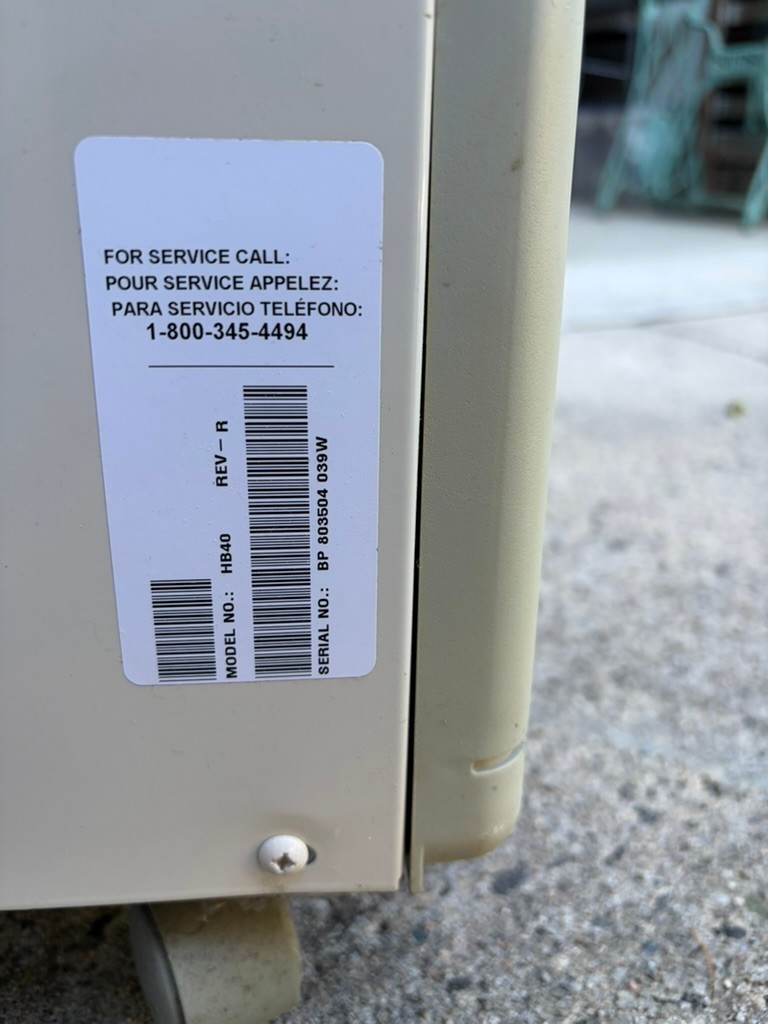 FOR SERVICE CALL:
POUR SERVICE APPELEZ:
PARA SERVICIO TELÉFONO:
1-800-345-4494
MODEL NO.: HB40 REV – R
SERIAL NO.: BP 803504 039W